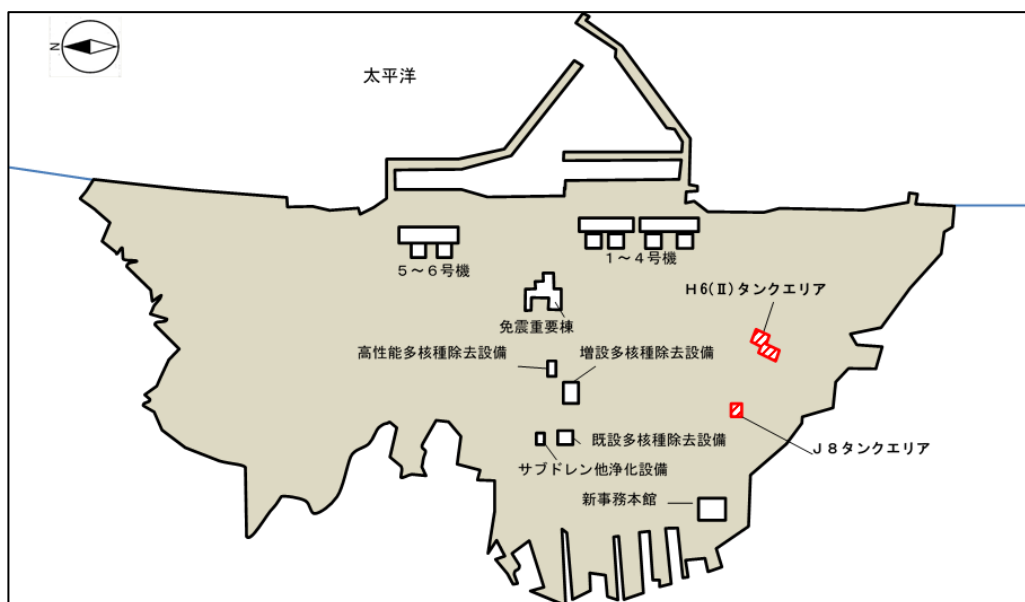 N
太平洋
５～６号機
１～４号機
Ｈ６(Ⅱ)タンクエリア
免震重要棟
高性能多核種除去設備
増設多核種除去設備
既設多核種除去設備
Ｊ８タンクエリア
サブドレン他浄化設備
新事務本館